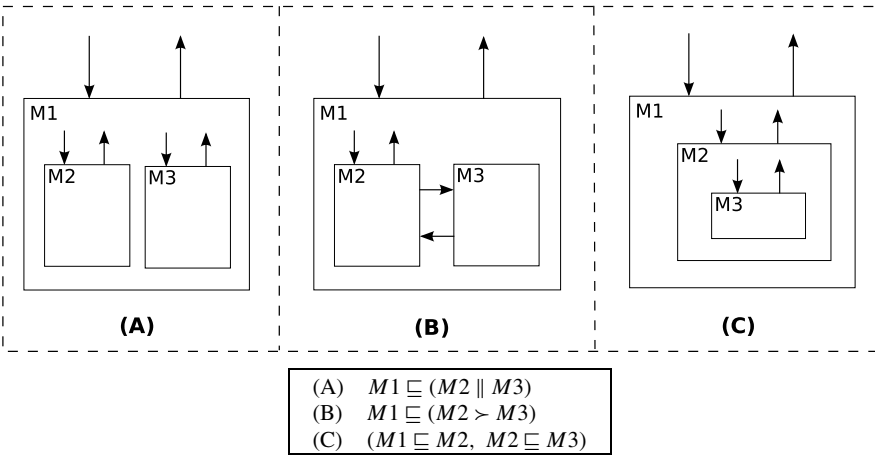 M1
M2
M3
(A)
M1
M2
M3
(B)
M1
M2
M3
(C)
(A) M1 ⊑ (M2 ∥ M3)
(B) M1 ⊑ (M2 ≻ M3)
(C) (M1 ⊑ M2, M2 ⊑ M3)